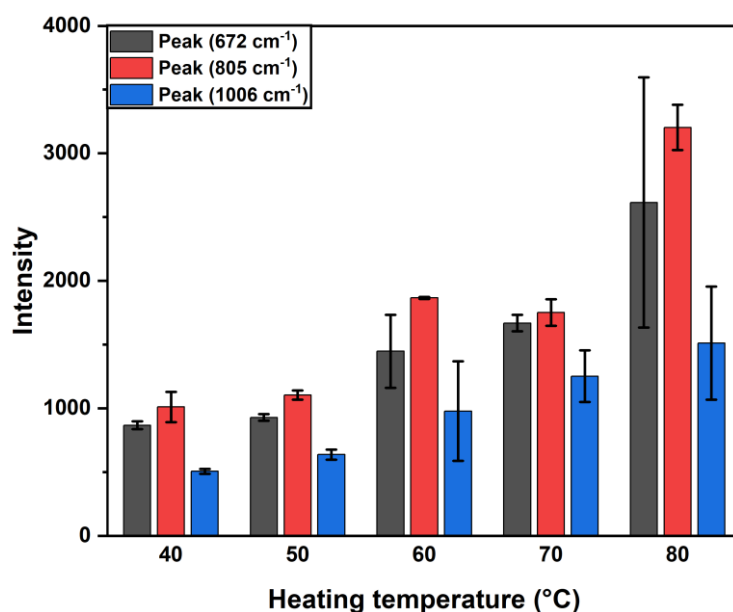 4000
3000
2000
1000
0
Intensity
Peak (672 cm⁻¹)
Peak (805 cm⁻¹)
Peak (1006 cm⁻¹)
40 50 60 70 80
Heating temperature (°C)